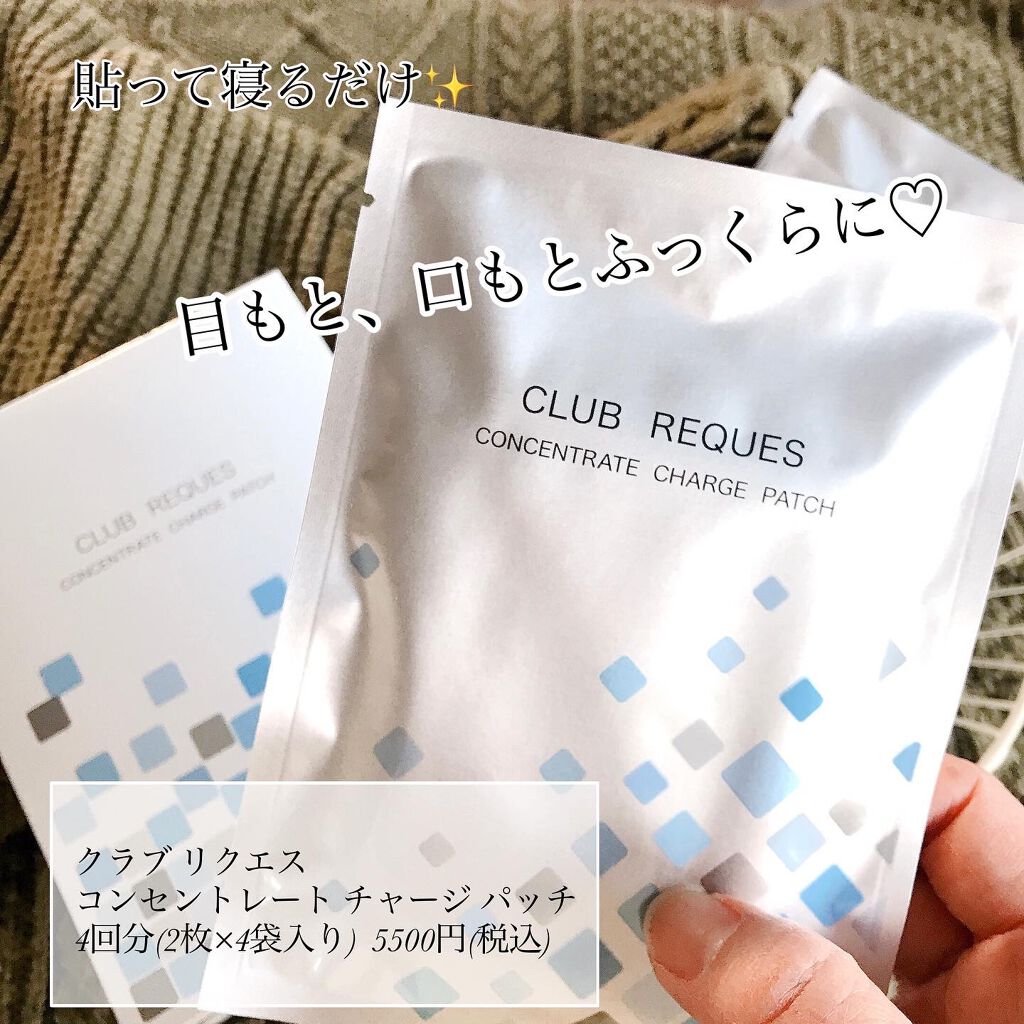 貼って寝るだけ✨
目もと、口もとふっくらに♡
CLUB REQUES
CONCENTRATE CHARGE PATCH
CLUB REQUES
CONCENTRATE CHARGE PATCH
クラブ リクエス
コンセントレート チャージ パッチ
4回分(2枚×4袋入り) 5500円(税込)